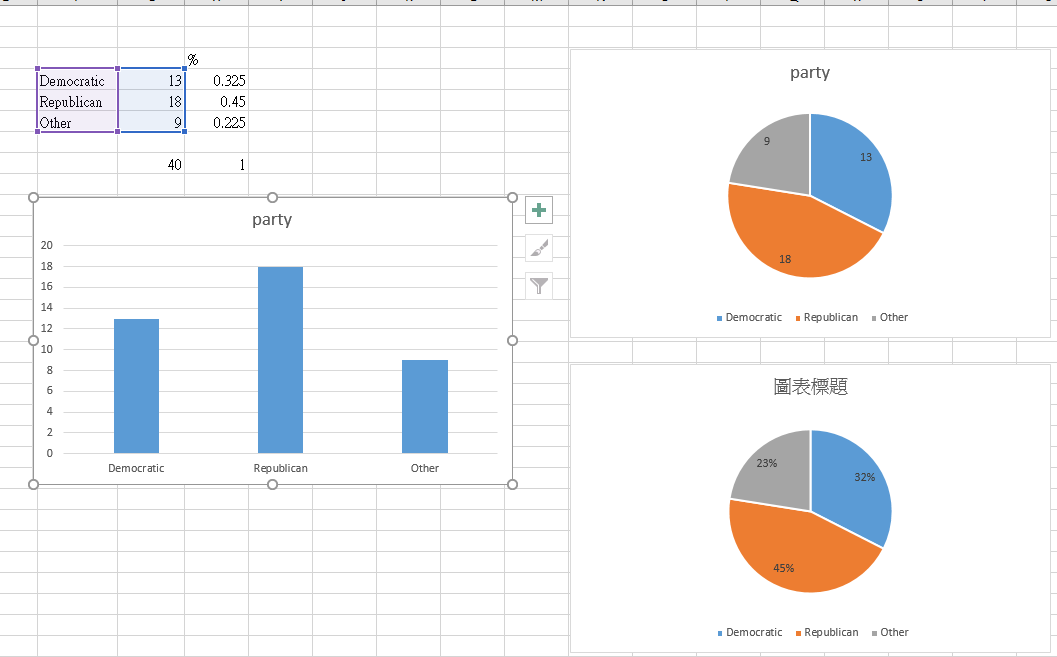 %
Democratic 13 0.325
Republican 18 0.45
Other 9 0.225
40 1
party
20
18
16
14
12
10
8
6
4
2
0
Democratic Republican Other
party
9 13
18
Democratic Republican Other
圖表標題
23% 32%
45%
Democratic Republican Other